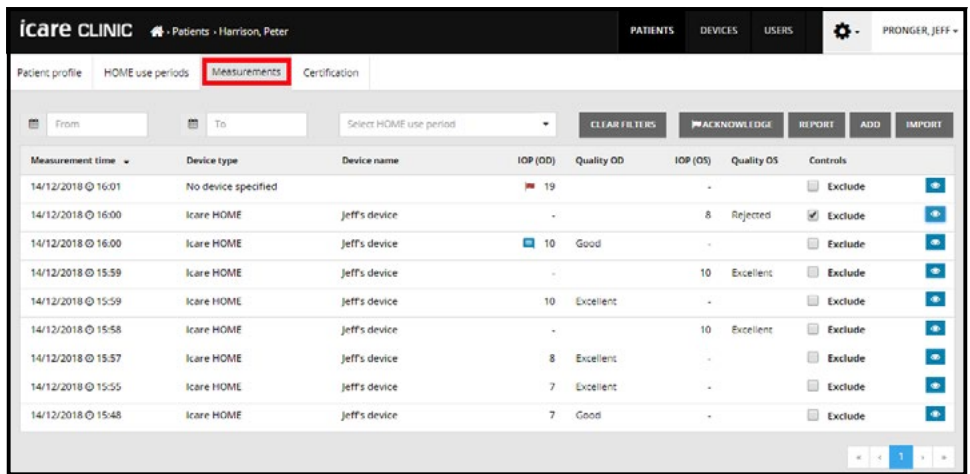 icare CLINIC › Patients › Harrison, Peter PATIENTS DEVICES USERS PRONGER, JEFF
Patient profile HOME use periods Measurements Certification
From To Select HOME use period CLEAR FILTERS ACKNOWLEDGE REPORT ADD IMPORT
Measurement time Device type Device name IOP (OD) Quality OD IOP (OS) Quality OS Controls
14/12/2018 16:01 No device specified 19 - Exclude
14/12/2018 16:00 Icare HOME Jeff's device - 8 Rejected Exclude
14/12/2018 16:00 Icare HOME Jeff's device 10 Good - Exclude
14/12/2018 15:59 Icare HOME Jeff's device - 10 Excellent Exclude
14/12/2018 15:59 Icare HOME Jeff's device 10 Excellent - Exclude
14/12/2018 15:58 Icare HOME Jeff's device - 10 Excellent Exclude
14/12/2018 15:57 Icare HOME Jeff's device 8 Excellent - Exclude
14/12/2018 15:55 Icare HOME Jeff's device 7 Excellent - Exclude
14/12/2018 15:48 Icare HOME Jeff's device 7 Good - Exclude
« ‹ 1 › »